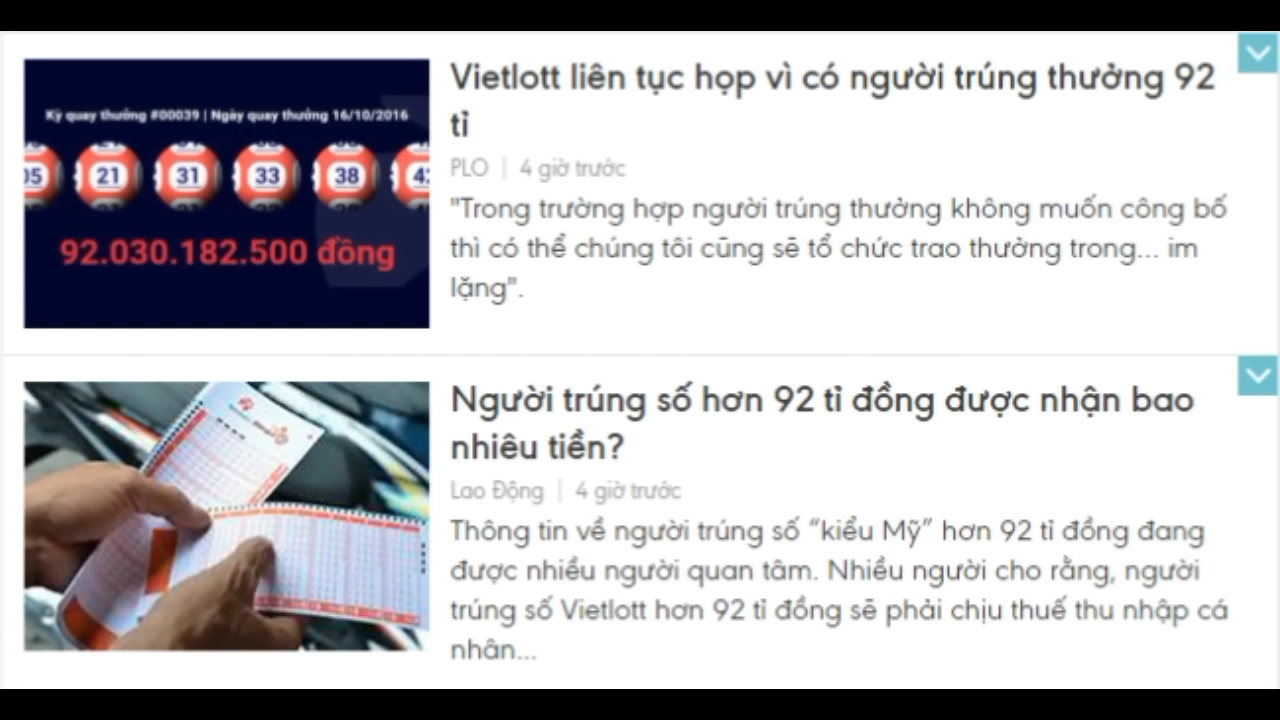 Kỳ quay thưởng #00039 | Ngày quay thưởng 16/10/2016
05 21 31 33 38 42
92.030.182.500 đồng
Vietlott liên tục họp vì có người trúng thưởng 92
tỉ
PLO | 4 giờ trước
"Trong trường hợp người trúng thưởng không muốn công bố
thì có thể chúng tôi cũng sẽ tổ chức trao thưởng trong... im
lặng".
Người trúng số hơn 92 tỉ đồng được nhận bao
nhiêu tiền?
Lao Động | 4 giờ trước
Thông tin về người trúng số “kiểu Mỹ” hơn 92 tỉ đồng đang
được nhiều người quan tâm. Nhiều người cho rằng, người
trúng số Vietlott hơn 92 tỉ đồng sẽ phải chịu thuế thu nhập cá
nhân...